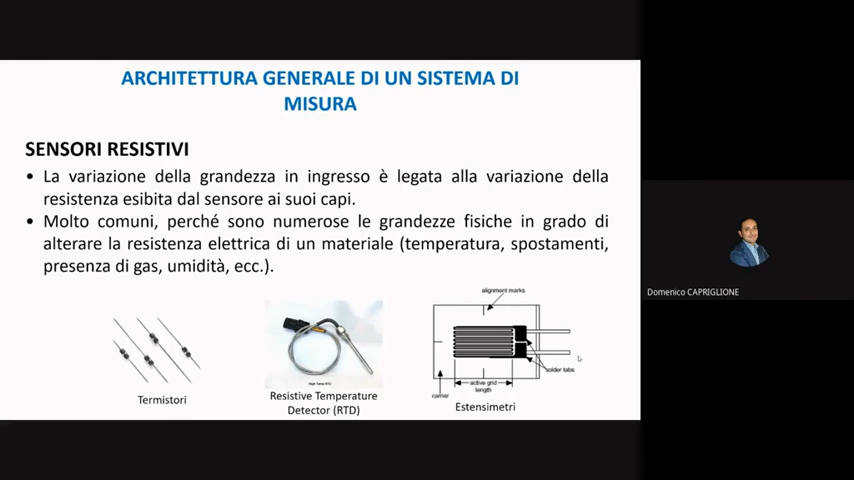 ARCHITETTURA GENERALE DI UN SISTEMA DI
MISURA
SENSORI RESISTIVI
• La variazione della grandezza in ingresso è legata alla variazione della
resistenza esibita dal sensore ai suoi capi.
• Molto comuni, perché sono numerose le grandezze fisiche in grado di
alterare la resistenza elettrica di un materiale (temperatura, spostamenti,
presenza di gas, umidità, ecc.).
Termistori
High Temp RTD
Resistive Temperature
Detector (RTD)
alignment marks
solder tabs
active grid
length
carrier
Estensimetri
Domenico CAPRIGLIONE